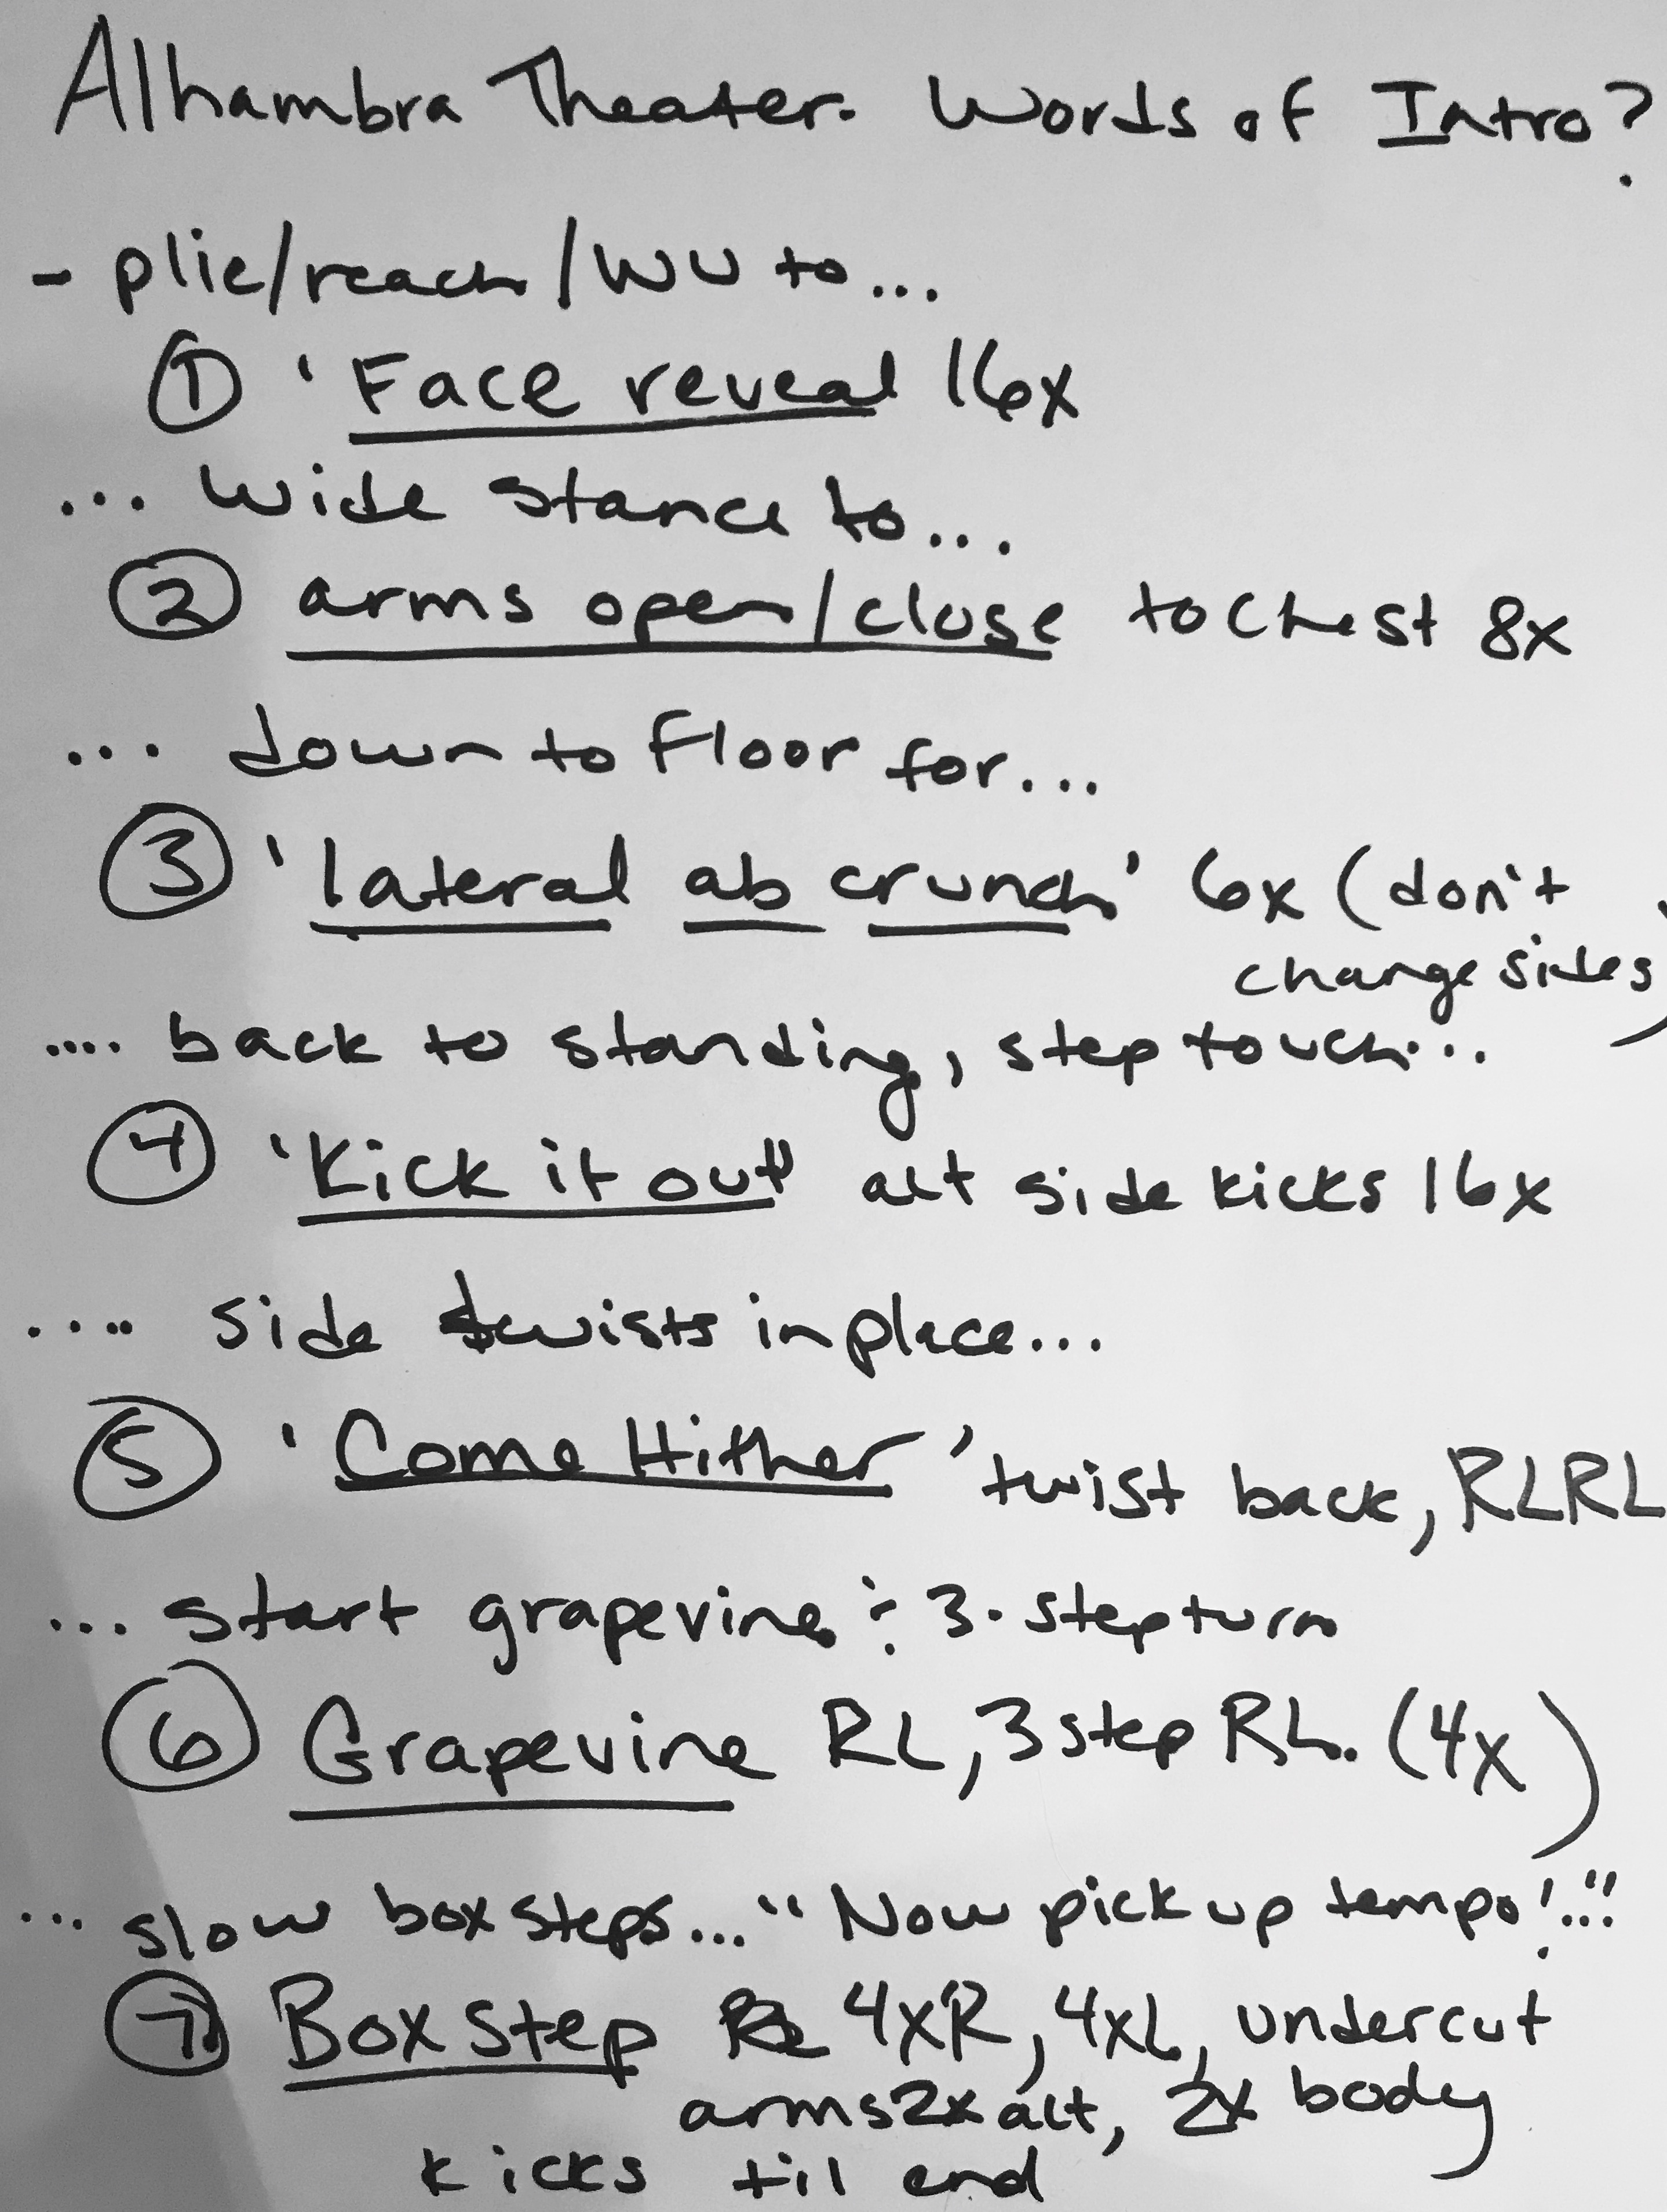 Alhambra Theater. Words of Intro?
- plie/reach/WU to...
① 'Face reveal 16x
... wide stance to...
② arms open/close to chest 8x
... down to floor for...
③ 'lateral ab crunch' 6x (don't
change sides)
.... back to standing, step touch...
④ 'Kick it out" alt side kicks 16x
.... side twists in place...
⑤ 'Come Hither' twist back, RLRL
... start grapevine ÷ 3-step turn
⑥ Grapevine RL, 3 step RL. (4x)
... slow box steps... "Now pick up tempo!..."
⑦ Box step 4xR, 4xL, undercut
arms 2x alt, 2x body
kicks til end